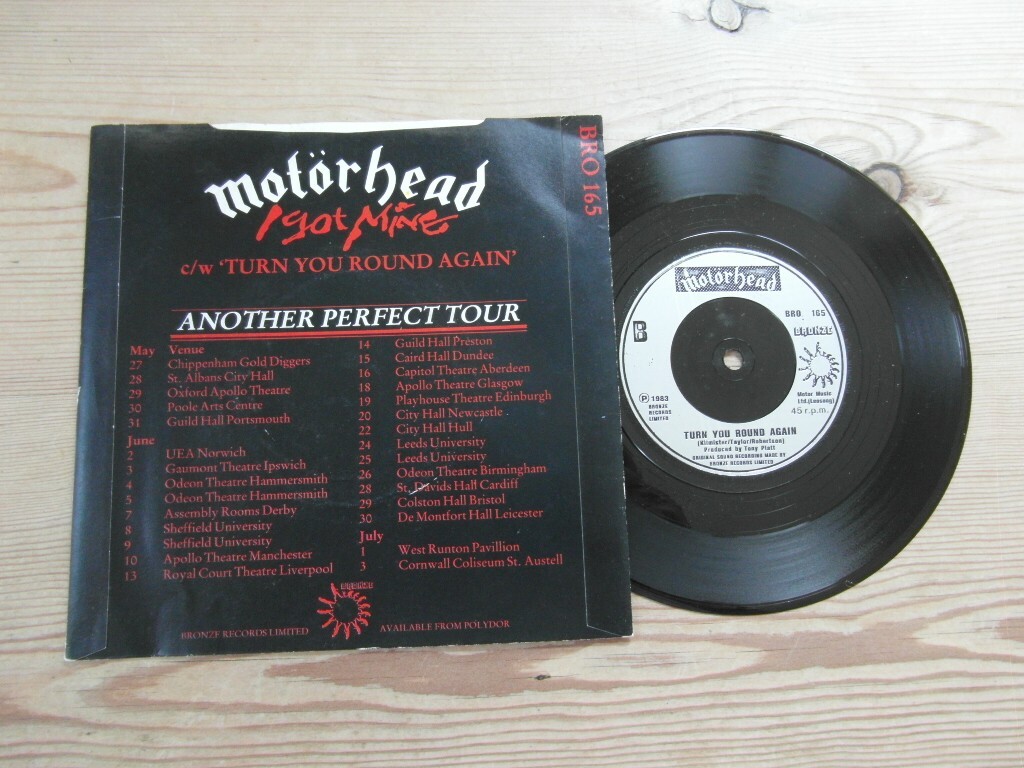 motörhead
I Got Mine
c/w 'TURN YOU ROUND AGAIN'
BRO 165
ANOTHER PERFECT TOUR
May Venue
27 Chippenham Gold Diggers
28 St. Albans City Hall
29 Oxford Apollo Theatre
30 Poole Arts Centre
31 Guild Hall Portsmouth
June
2 UEA Norwich
3 Gaumont Theatre Ipswich
4 Odeon Theatre Hammersmith
5 Odeon Theatre Hammersmith
7 Assembly Rooms Derby
8 Sheffield University
9 Sheffield University
10 Apollo Theatre Manchester
13 Royal Court Theatre Liverpool
14 Guild Hall Preston
15 Caird Hall Dundee
16 Capitol Theatre Aberdeen
18 Apollo Theatre Glasgow
19 Playhouse Theatre Edinburgh
20 City Hall Newcastle
22 City Hall Hull
24 Leeds University
25 Leeds University
26 Odeon Theatre Birmingham
28 St. Davids Hall Cardiff
29 Colston Hall Bristol
30 De Montfort Hall Leicester
July
1 West Runton Pavillion
3 Cornwall Coliseum St. Austell
BRONZE
BRONZE RECORDS LIMITED
AVAILABLE FROM POLYDOR
motörhead
B
BRO 165
BRONZE
℗ 1983
BRONZE
RECORDS
LIMITED
Motor Music
Ltd.(Leosong)
45 r.p.m.
TURN YOU ROUND AGAIN
(Kilmister/Taylor/Robertson)
Produced by Tony Platt
ORIGINAL SOUND RECORDING MADE BY
BRONZE RECORDS LIMITED